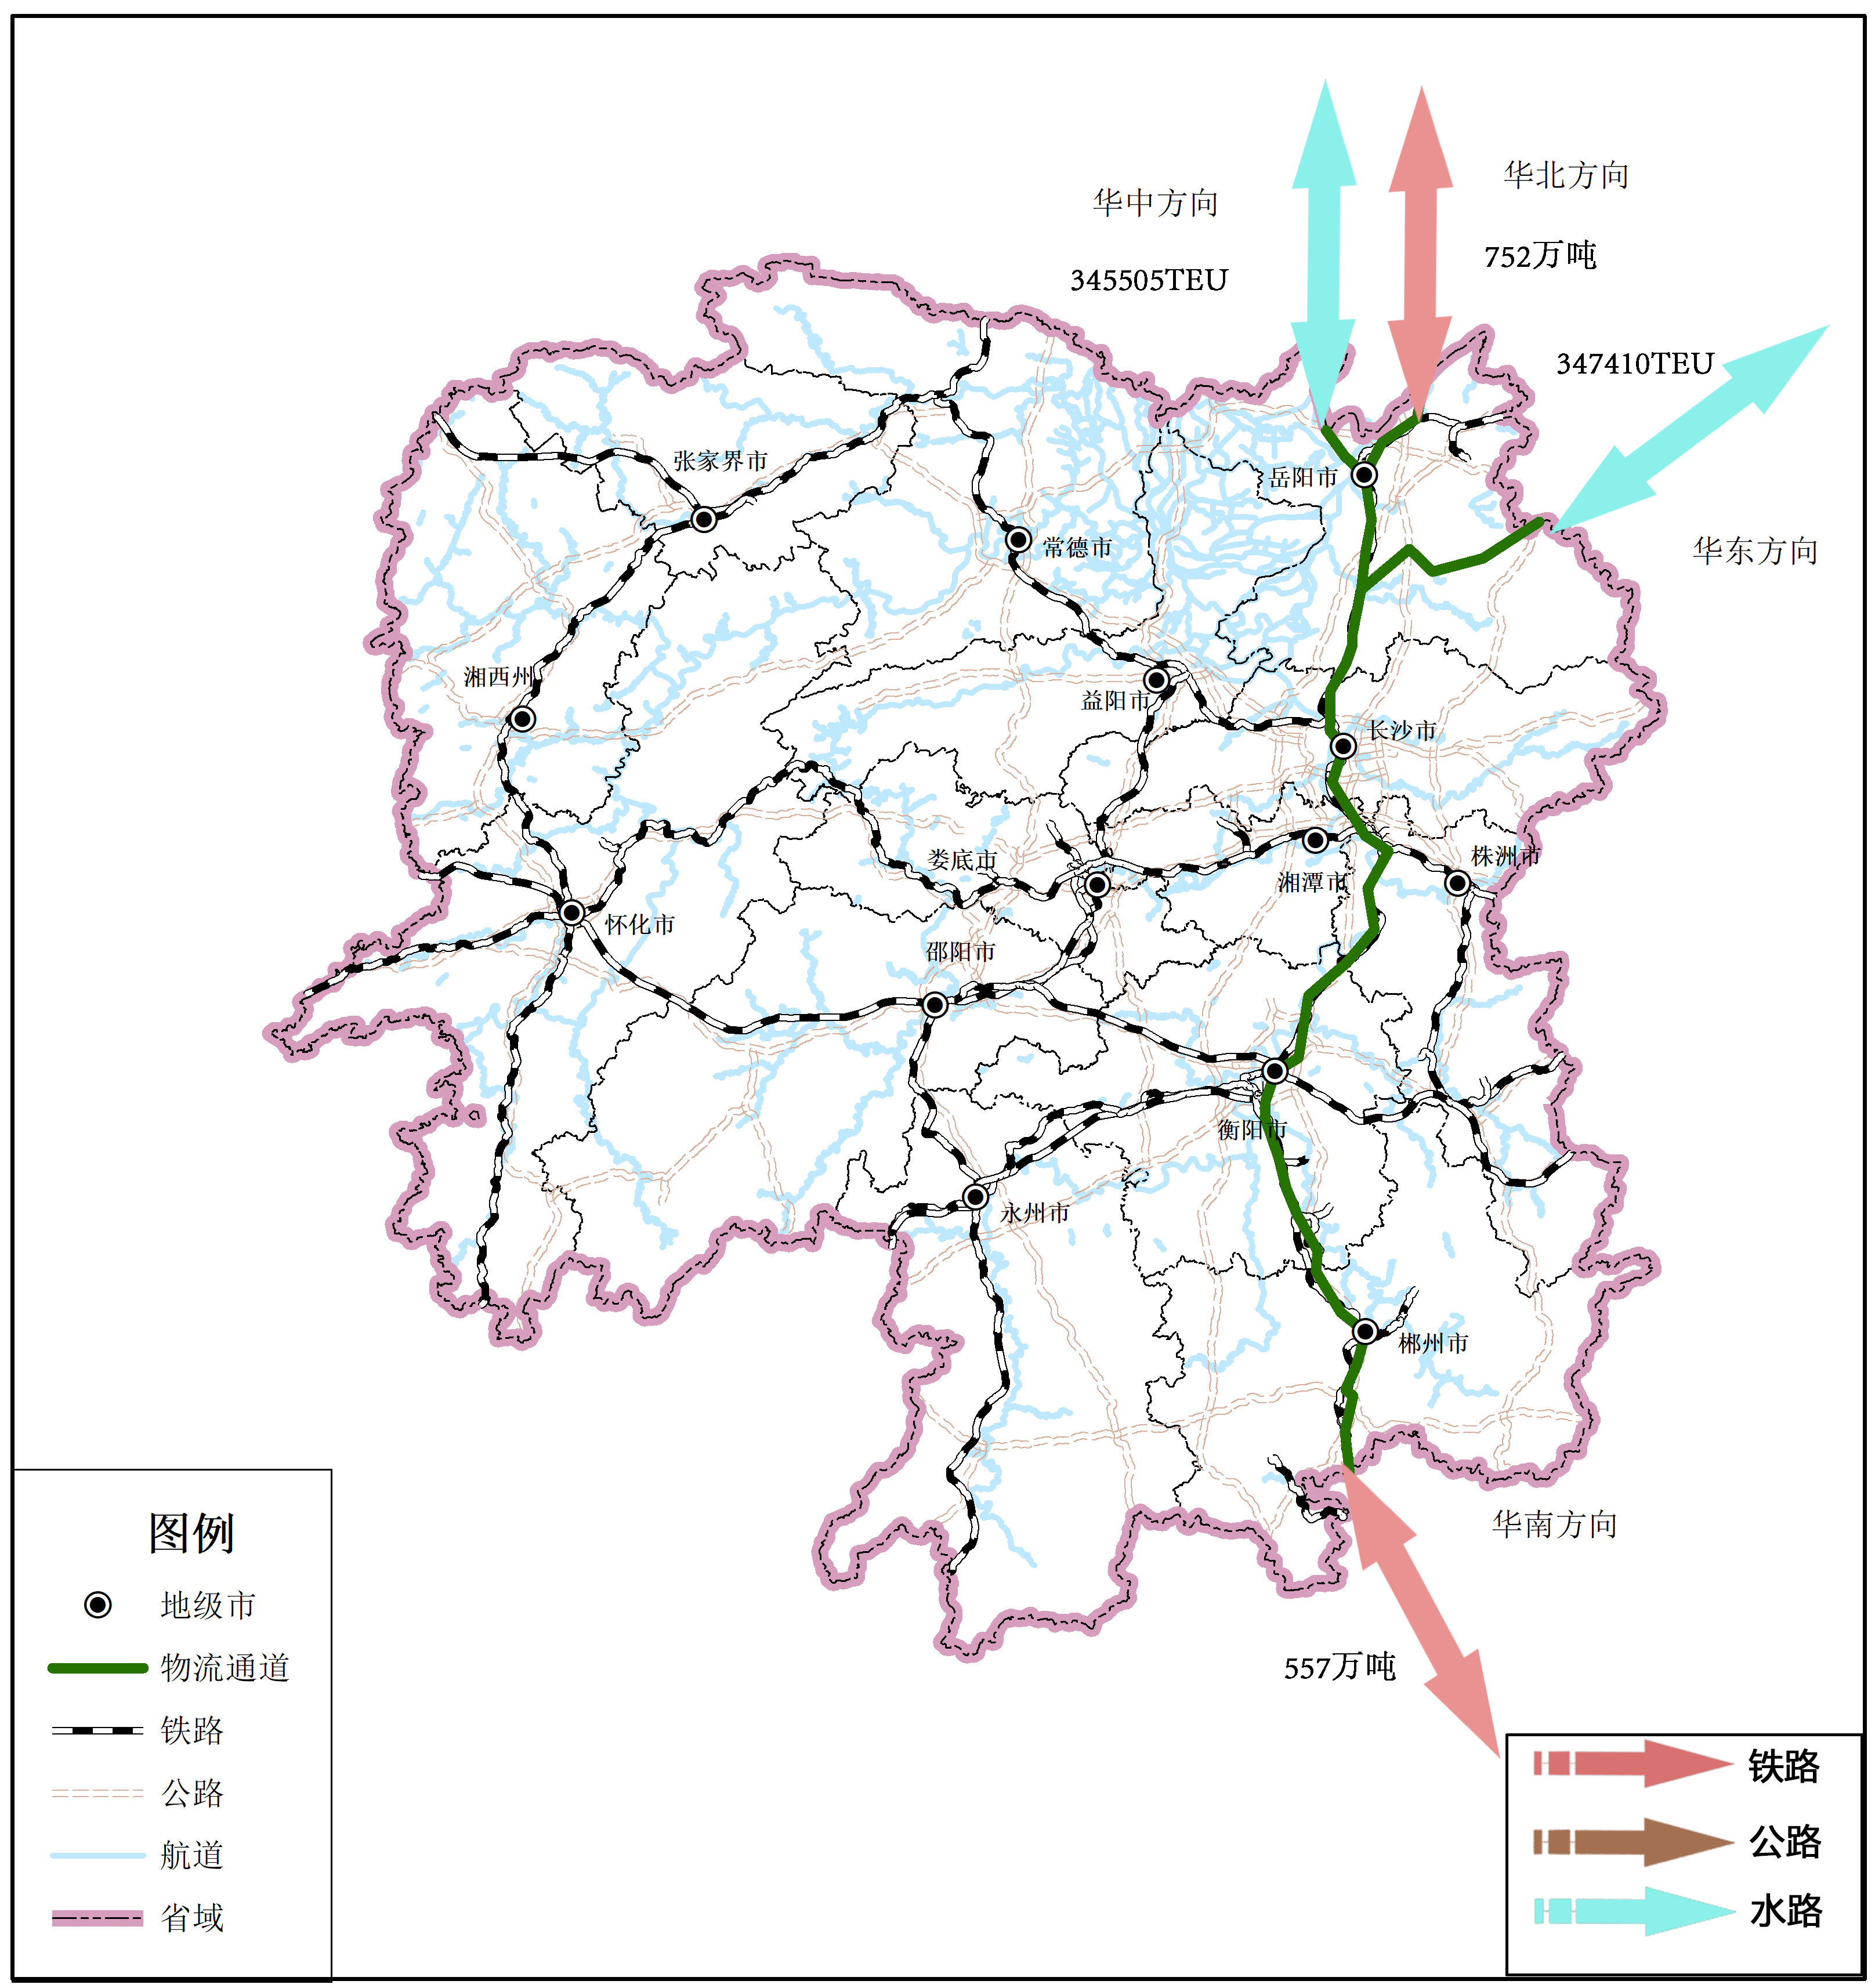 华北方向
华中方向
752万吨
345505TEU
347410TEU
张家界市
岳阳市
常德市
华东方向
湘西州
益阳市
长沙市
娄底市
株洲市
湘潭市
怀化市
邵阳市
衡阳市
永州市
郴州市
华南方向
557万吨
图例
地级市
物流通道
铁路
公路
航道
省域
铁路
公路
水路